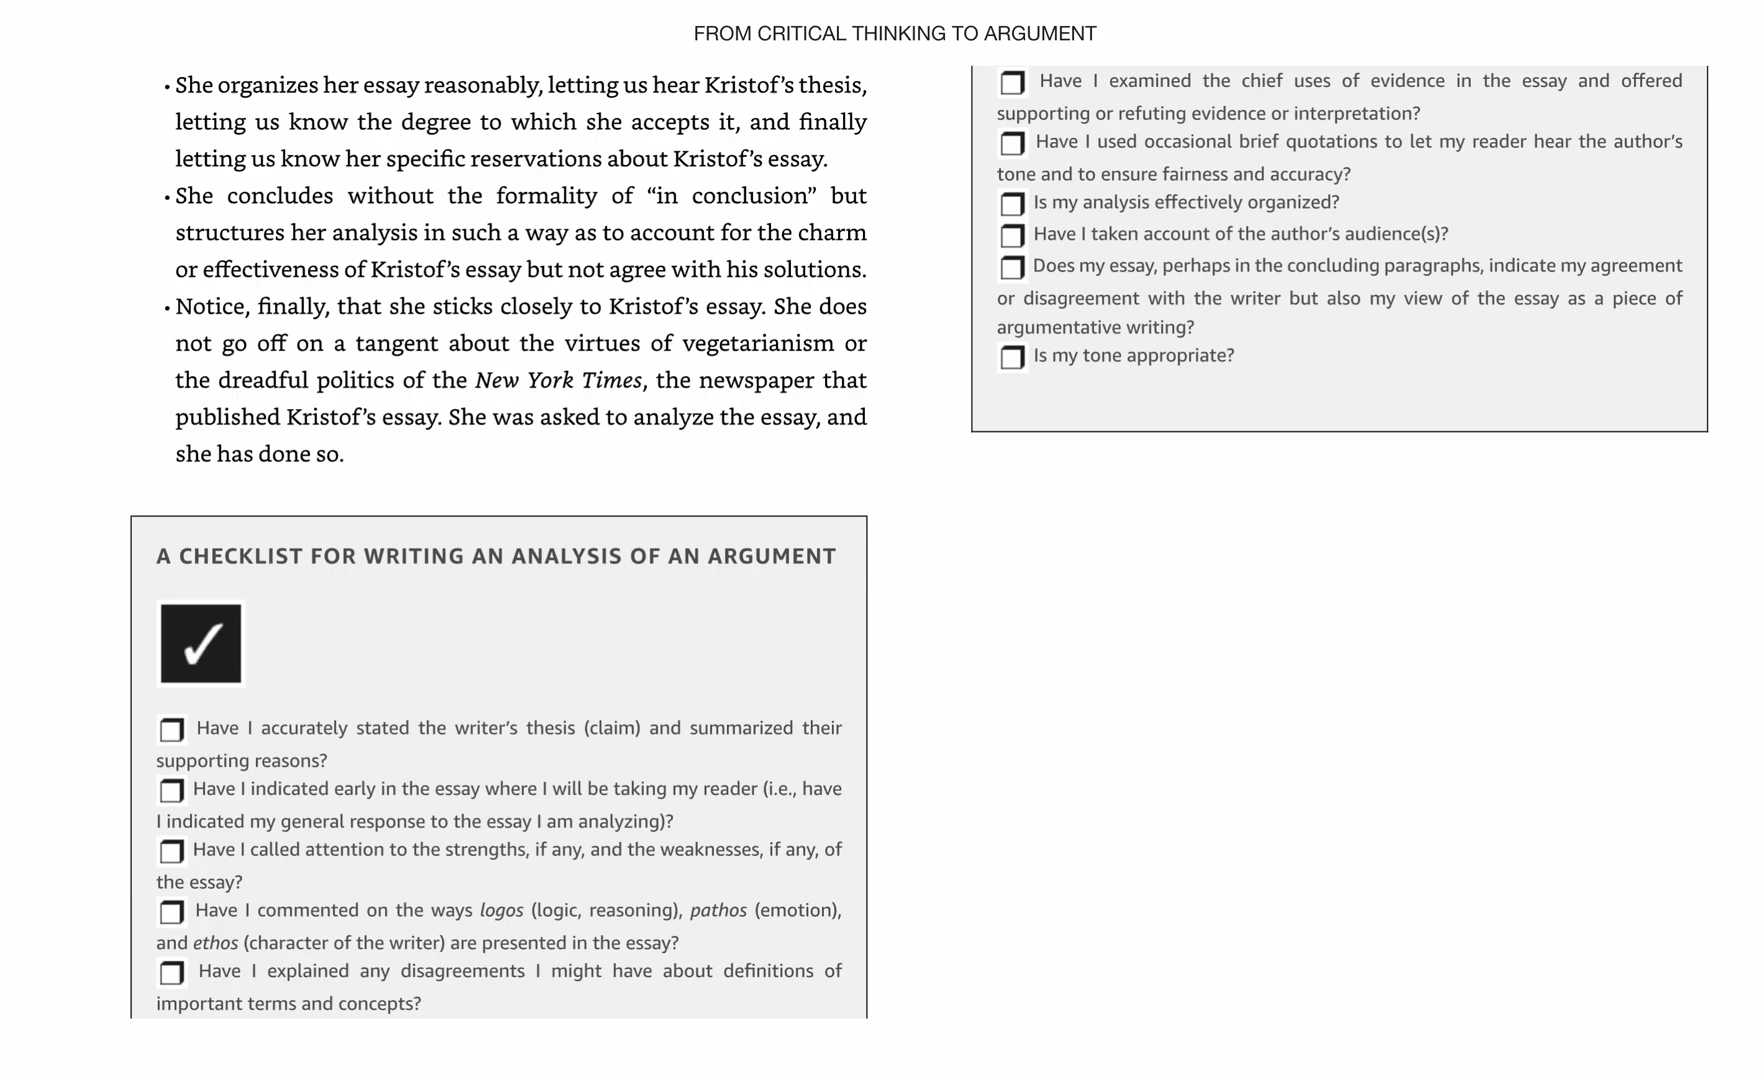 FROM CRITICAL THINKING TO ARGUMENT
• She organizes her essay reasonably, letting us hear Kristof’s thesis,
letting us know the degree to which she accepts it, and finally
letting us know her specific reservations about Kristof’s essay.
• She concludes without the formality of “in conclusion” but
structures her analysis in such a way as to account for the charm
or effectiveness of Kristof’s essay but not agree with his solutions.
• Notice, finally, that she sticks closely to Kristof’s essay. She does
not go off on a tangent about the virtues of vegetarianism or
the dreadful politics of the New York Times, the newspaper that
published Kristof’s essay. She was asked to analyze the essay, and
she has done so.
A CHECKLIST FOR WRITING AN ANALYSIS OF AN ARGUMENT
Have I accurately stated the writer’s thesis (claim) and summarized their
supporting reasons?
Have I indicated early in the essay where I will be taking my reader (i.e., have
I indicated my general response to the essay I am analyzing)?
Have I called attention to the strengths, if any, and the weaknesses, if any, of
the essay?
Have I commented on the ways logos (logic, reasoning), pathos (emotion),
and ethos (character of the writer) are presented in the essay?
Have I explained any disagreements I might have about definitions of
important terms and concepts?
Have I examined the chief uses of evidence in the essay and offered
supporting or refuting evidence or interpretation?
Have I used occasional brief quotations to let my reader hear the author’s
tone and to ensure fairness and accuracy?
Is my analysis effectively organized?
Have I taken account of the author’s audience(s)?
Does my essay, perhaps in the concluding paragraphs, indicate my agreement
or disagreement with the writer but also my view of the essay as a piece of
argumentative writing?
Is my tone appropriate?